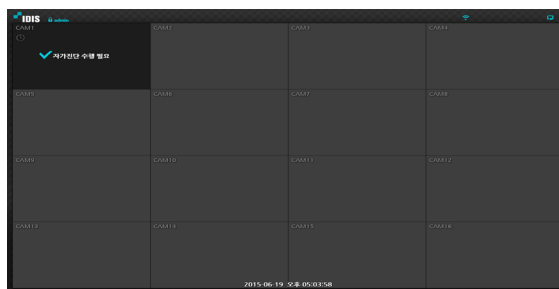 IDIS admin
CAM1 CAM2 CAM3 CAM4
자가진단 수행 필요
CAM5 CAM6 CAM7 CAM8
CAM9 CAM10 CAM11 CAM12
CAM13 CAM14 CAM15 CAM16
2015-06-19 오후 05:03:58